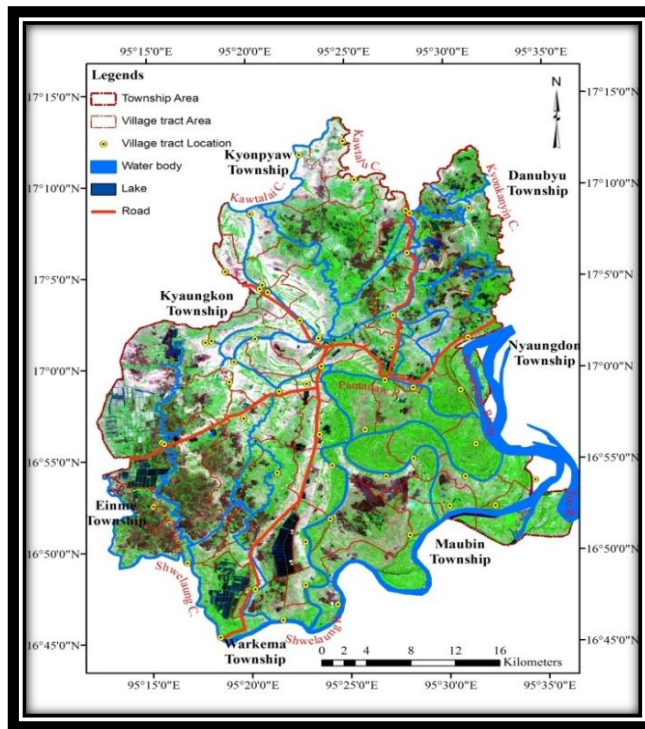 95°15'0"E 95°20'0"E 95°25'0"E 95°30'0"E 95°35'0"E
Legends
Township Area
Village tract Area
Village tract Location
Water body
Lake
Road
N
17°15'0"N 17°15'0"N
Kyonpyaw
Township
Kawtalu C.
Danubyu
Township
Kyonkanyin C.
17°10'0"N 17°10'0"N
Kawtalai C.
17°5'0"N 17°5'0"N
Kyaungkon
Township
Nyaungdon
Township
17°0'0"N 17°0'0"N
16°55'0"N 16°55'0"N
Einme
Township
Maubin
Township
16°50'0"N 16°50'0"N
Shwelaung C.
Shwelaung
Warkema
Township
16°45'0"N 16°45'0"N
0 2 4 8 12 16
Kilometers
95°15'0"E 95°20'0"E 95°25'0"E 95°30'0"E 95°35'0"E